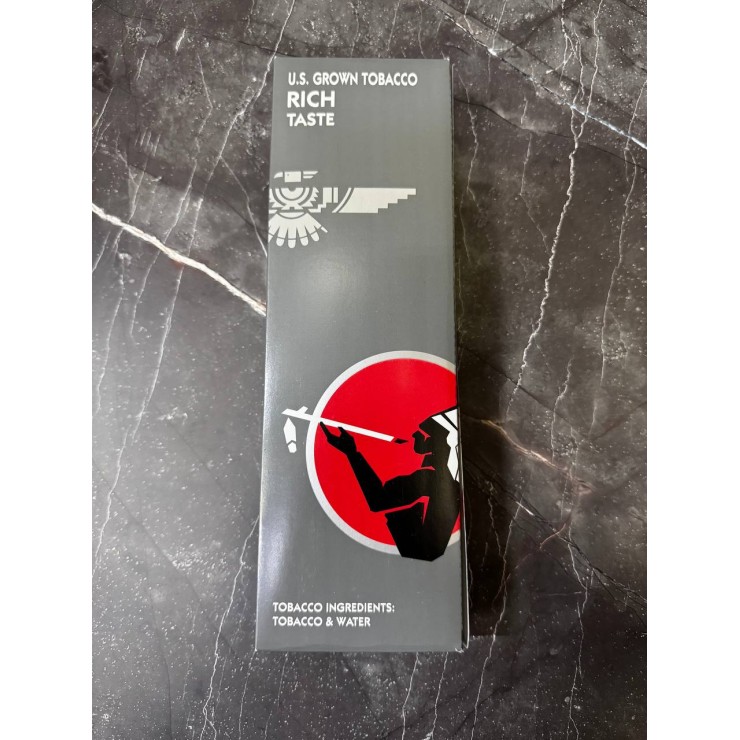 U.S. GROWN TOBACCO
RICH
TASTE
TOBACCO INGREDIENTS:
TOBACCO & WATER